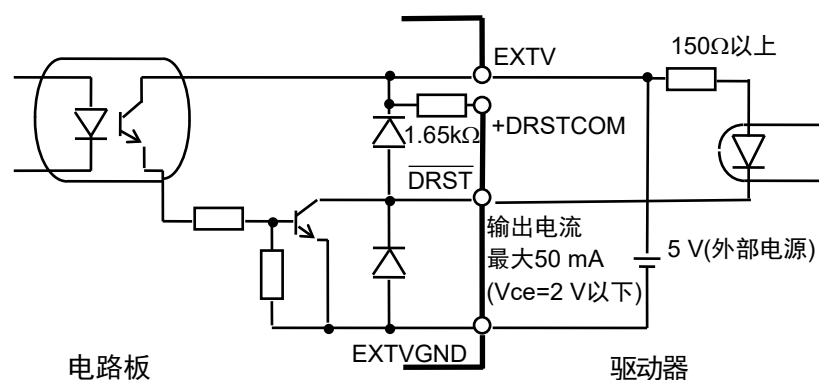 EXTV
150Ω以上
1.65kΩ
+DRSTCOM
DRST
输出电流
最大50 mA
(Vce=2 V以下)
5 V(外部电源)
EXTVGND
电路板
驱动器